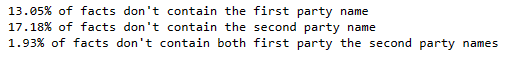 13.05% of facts don't contain the first party name
17.18% of facts don't contain the second party name
1.93% of facts don't contain both first party the second party names